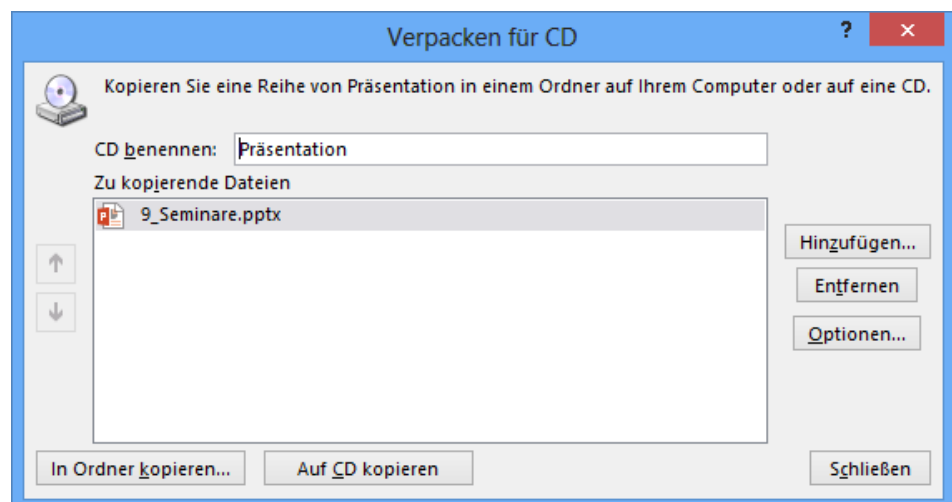 Verpacken für CD
Kopieren Sie eine Reihe von Präsentation in einem Ordner auf Ihrem Computer oder auf eine CD.
CD benennen: Präsentation
Zu kopierende Dateien
9_Seminare.pptx
Hinzufügen...
Entfernen
Optionen...
In Ordner kopieren... Auf CD kopieren Schließen